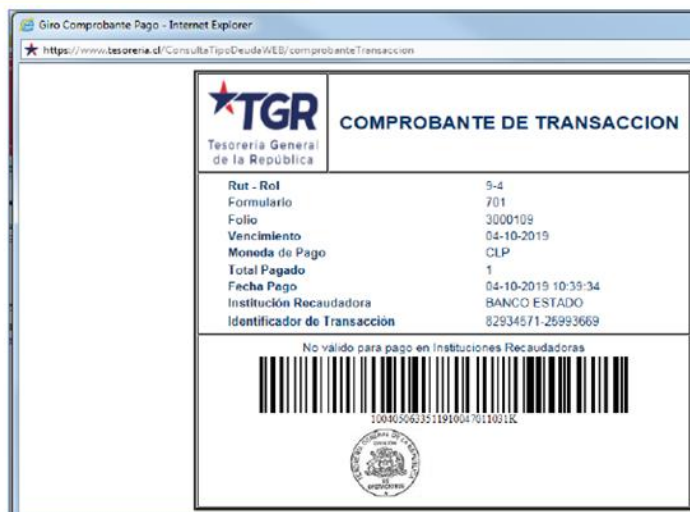 Giro Comprobante Pago - Internet Explorer
https://www.tesoreria.cl/ConsultaTipoDeudaWEB/comprobanteTransaccion
TGR
Tesorería General
de la República
COMPROBANTE DE TRANSACCION
Rut - Rol 9-4
Formulario 701
Folio 3000109
Vencimiento 04-10-2019
Moneda de Pago CLP
Total Pagado 1
Fecha Pago 04-10-2019 10:39:34
Institución Recaudadora BANCO ESTADO
Identificador de Transacción 82934571-25993669
No válido para pago en Instituciones Recaudadoras